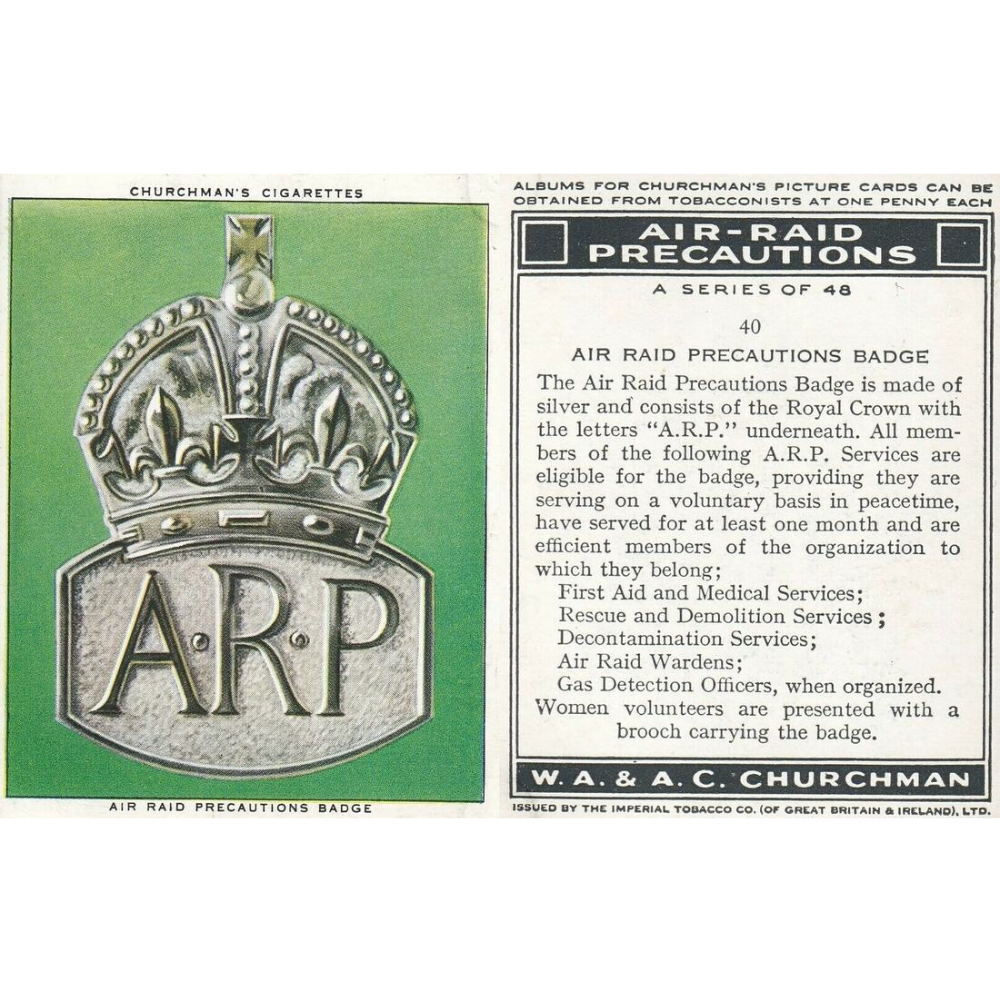 CHURCHMAN'S CIGARETTES
A·R·P
AIR RAID PRECAUTIONS BADGE
ALBUMS FOR CHURCHMAN'S PICTURE CARDS CAN BE
OBTAINED FROM TOBACCONISTS AT ONE PENNY EACH
AIR-RAID
PRECAUTIONS
A SERIES OF 48
40
AIR RAID PRECAUTIONS BADGE
The Air Raid Precautions Badge is made of
silver and consists of the Royal Crown with
the letters “A.R.P.” underneath. All mem-
bers of the following A.R.P. Services are
eligible for the badge, providing they are
serving on a voluntary basis in peacetime,
have served for at least one month and are
efficient members of the organization to
which they belong;
First Aid and Medical Services;
Rescue and Demolition Services;
Decontamination Services;
Air Raid Wardens;
Gas Detection Officers, when organized.
Women volunteers are presented with a
brooch carrying the badge.
W. A. & A. C. CHURCHMAN
ISSUED BY THE IMPERIAL TOBACCO CO. (OF GREAT BRITAIN & IRELAND), LTD.